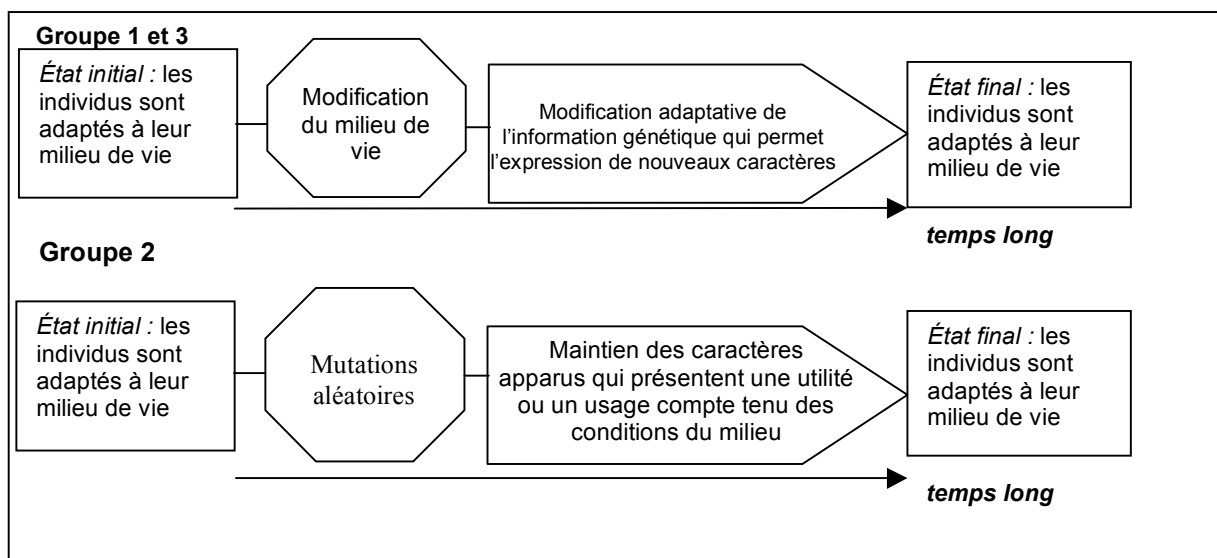 Groupe 1 et 3
État initial : les
individus sont
adaptés à leur
milieu de vie
Modification
du milieu de
vie
Modification adaptative de
l'information génétique qui permet
l'expression de nouveaux caractères
État final : les
individus sont
adaptés à leur
milieu de vie
temps long
Groupe 2
État initial : les
individus sont
adaptés à leur
milieu de vie
Mutations
aléatoires
Maintien des caractères
apparus qui présentent une utilité
ou un usage compte tenu des
conditions du milieu
État final : les
individus sont
adaptés à leur
milieu de vie
temps long